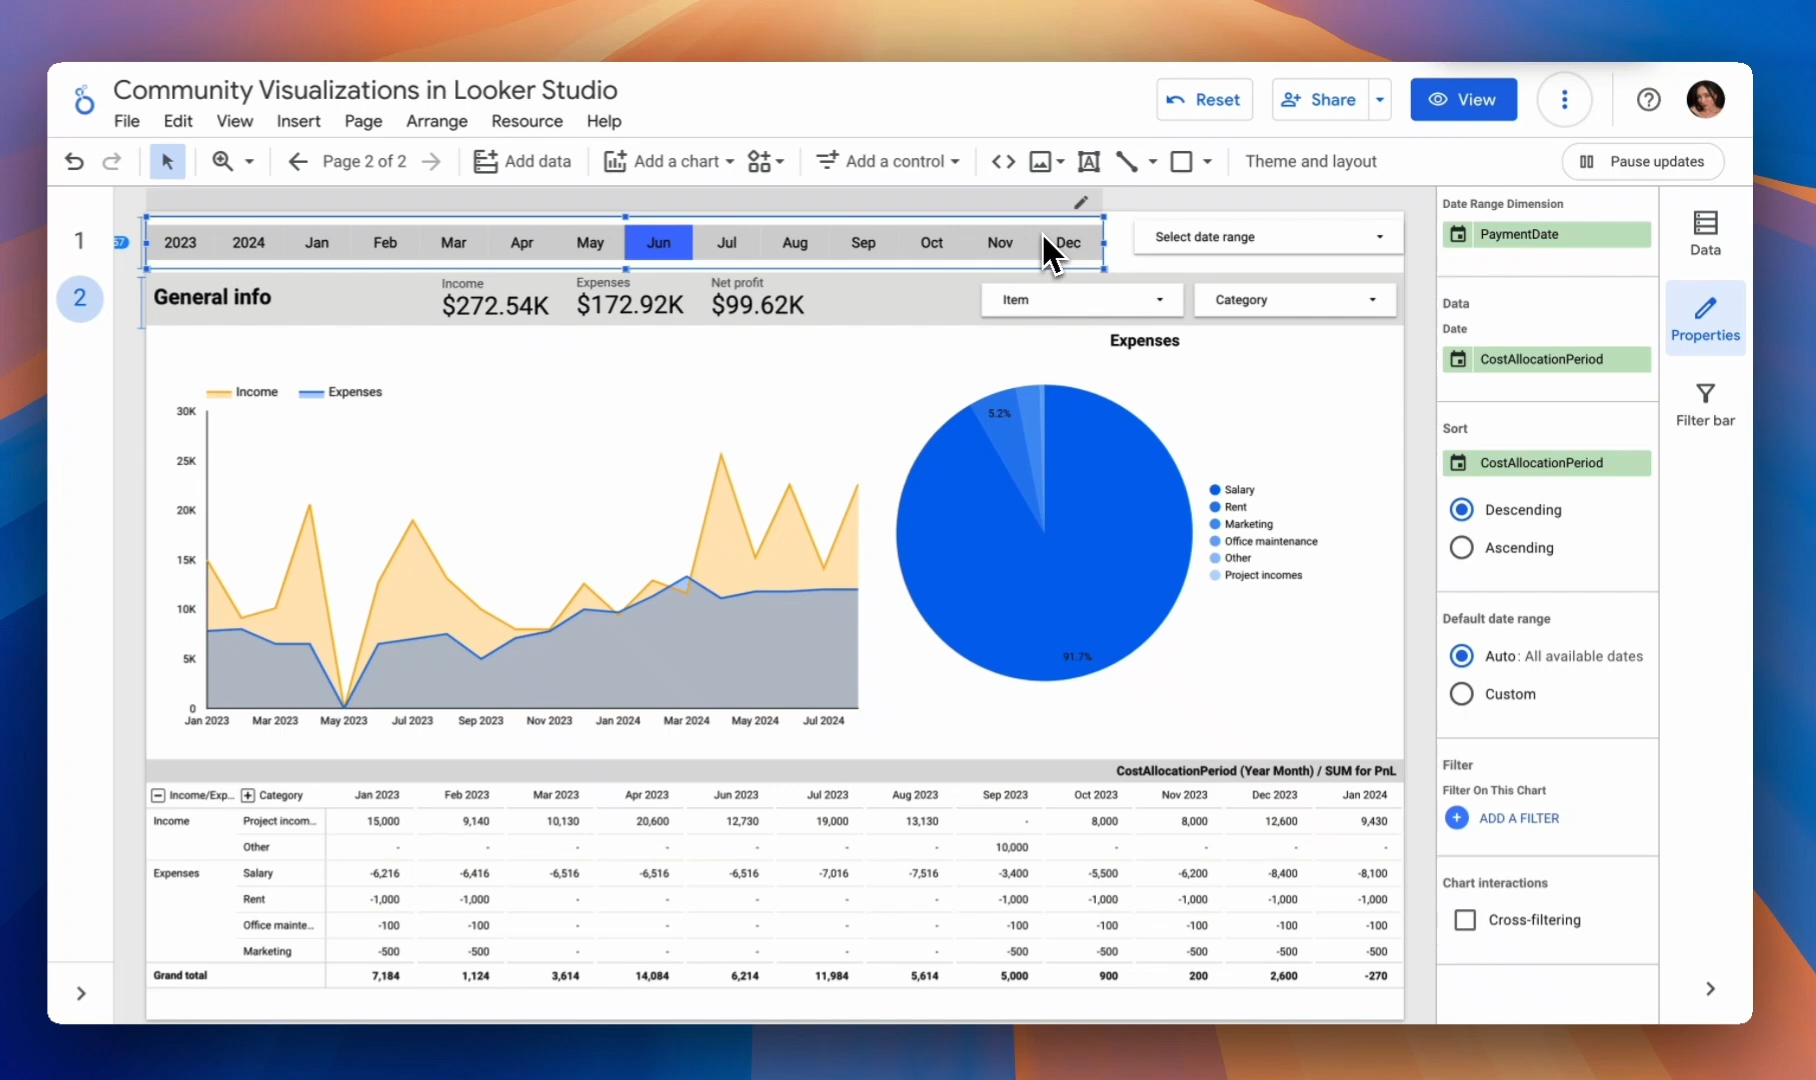 Community Visualizations in Looker Studio
Reset
Share
View
File Edit View Insert Page Arrange Resource Help
Page 2 of 2
Add data
Add a chart
Add a control
Theme and layout
Pause updates
1
2
57
2023 2024 Jan Feb Mar Apr May Jun Jul Aug Sep Oct Nov Dec
Select date range
General info
Income
$272.54K
Expenses
$172.92K
Net profit
$99.62K
Item
Category
Income Expenses
30K
25K
20K
15K
10K
5K
0
Jan 2023 Mar 2023 May 2023 Jul 2023 Sep 2023 Nov 2023 Jan 2024 Mar 2024 May 2024 Jul 2024
Expenses
5.2%
91.7%
Salary
Rent
Marketing
Office maintenance
Other
Project incomes
CostAllocationPeriod (Year Month) / SUM for PnL
Income/Exp... Category Jan 2023 Feb 2023 Mar 2023 Apr 2023 Jun 2023 Jul 2023 Aug 2023 Sep 2023 Oct 2023 Nov 2023 Dec 2023 Jan 2024
Income Project incom... 15,000 9,140 10,130 20,600 12,730 19,000 13,130 - 8,000 8,000 12,600 9,430
Other - - - - - - - 10,000 - - - -
Expenses Salary -6,216 -6,416 -6,516 -6,516 -6,516 -7,016 -7,516 -3,400 -5,500 -6,200 -8,400 -8,100
Rent -1,000 -1,000 - - - - - -1,000 -1,000 -1,000 -1,000 -1,000
Office mainte... -100 -100 - - - - - -100 -100 -100 -100 -100
Marketing -500 -500 - - - - - -500 -500 -500 -500 -500
Grand total 7,184 1,124 3,614 14,084 6,214 11,984 5,614 5,000 900 200 2,600 -270
Date Range Dimension
PaymentDate
Data
Date
CostAllocationPeriod
Sort
CostAllocationPeriod
Descending
Ascending
Default date range
Auto: All available dates
Custom
Filter
Filter On This Chart
ADD A FILTER
Chart interactions
Cross-filtering
Data
Properties
Filter bar